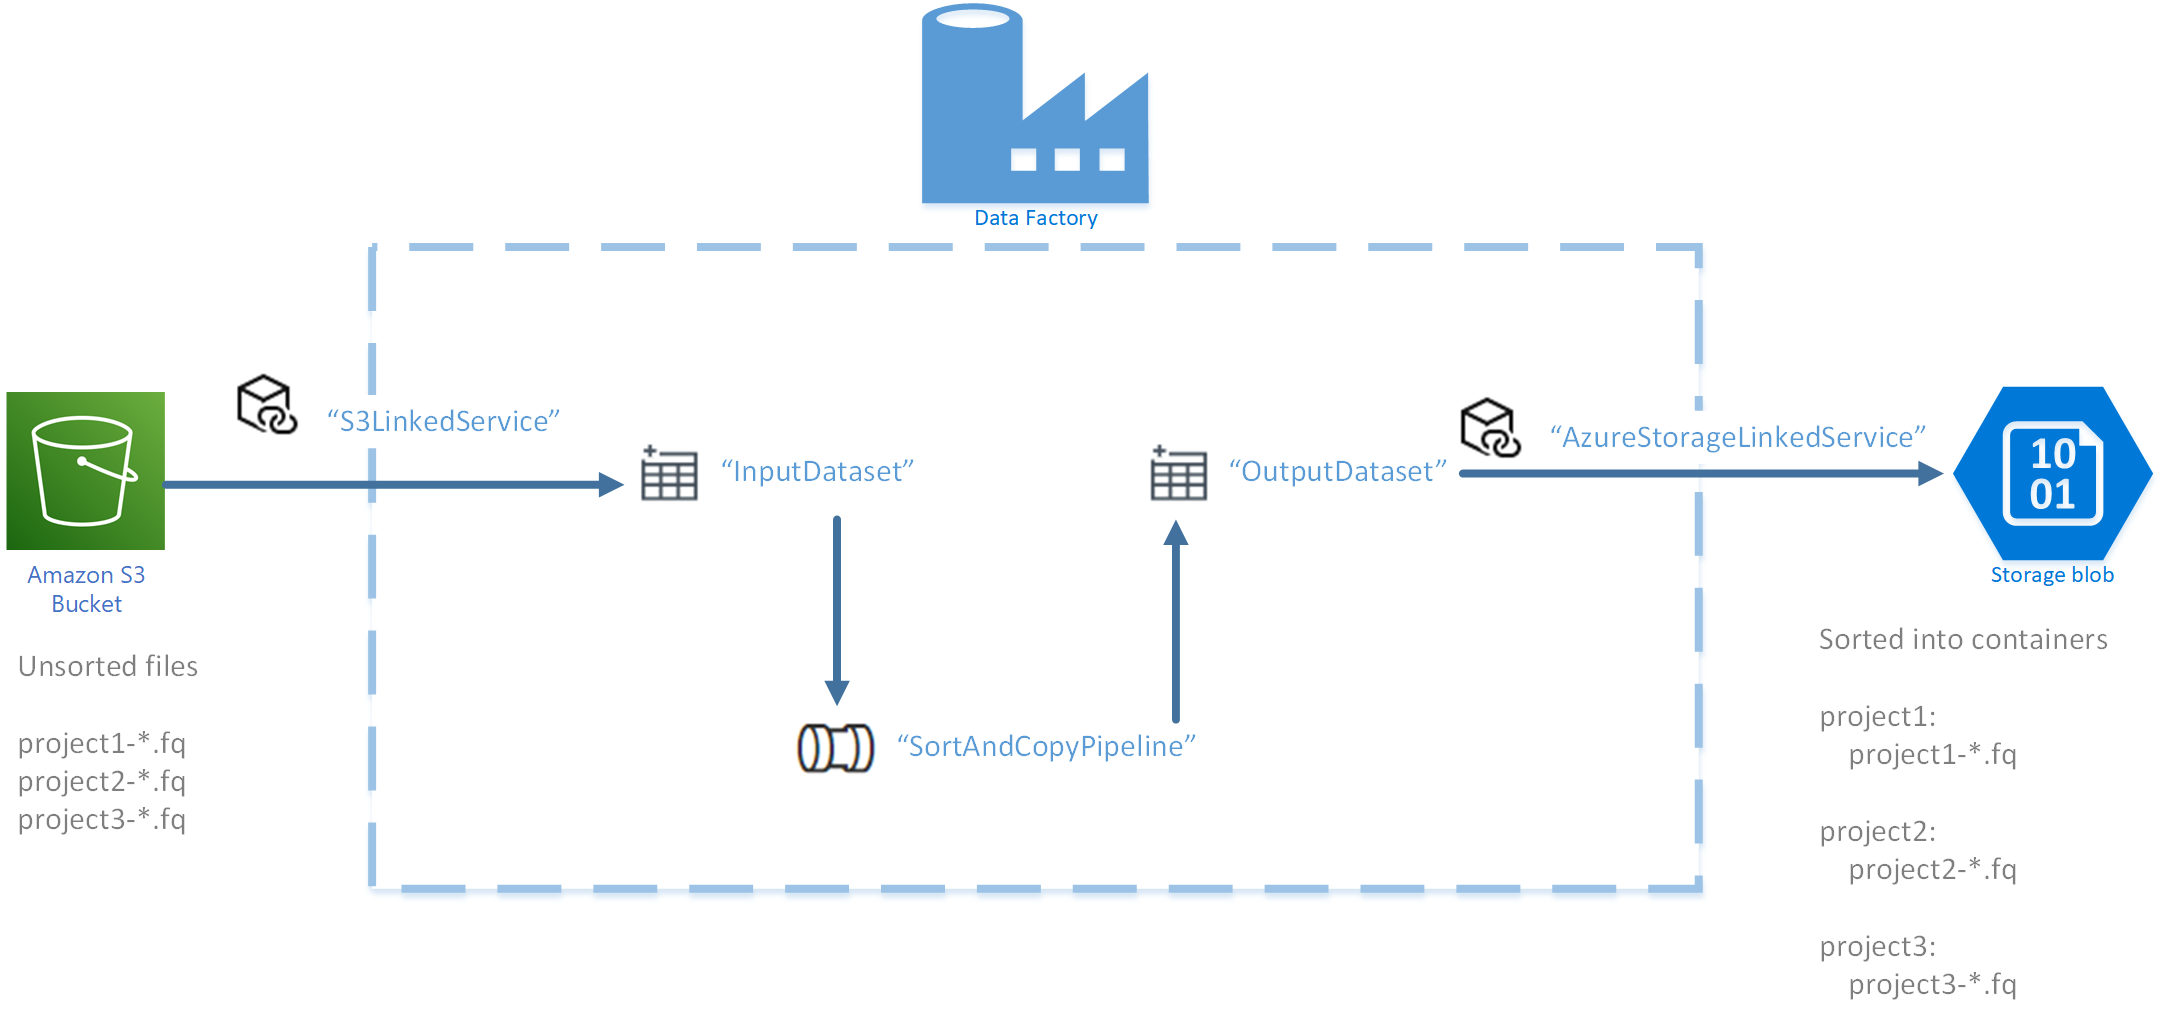 Data Factory
“S3LinkedService”
“InputDataset”
“OutputDataset”
“AzureStorageLinkedService”
10
01
Amazon S3
Bucket
Storage blob
Unsorted files
project1-*.fq
project2-*.fq
project3-*.fq
“SortAndCopyPipeline”
Sorted into containers
project1:
project1-*.fq
project2:
project2-*.fq
project3:
project3-*.fq